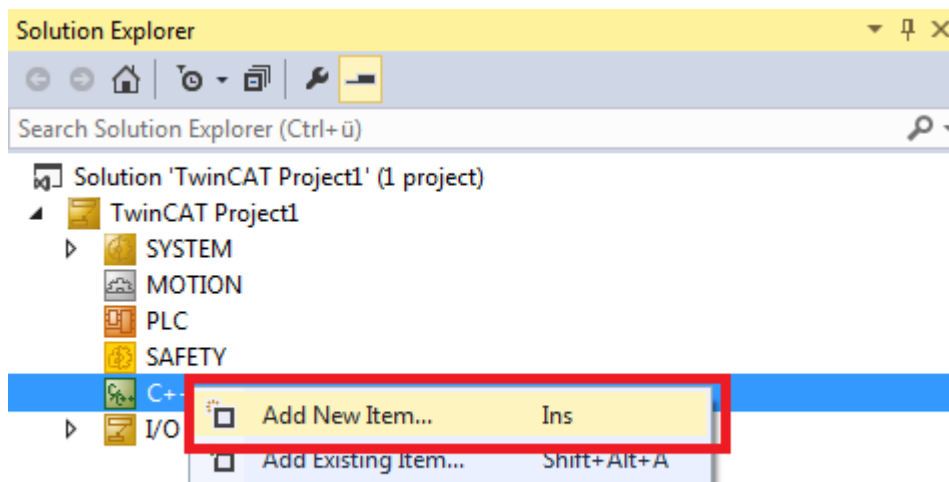 Solution Explorer
Search Solution Explorer (Ctrl+ü)
Solution 'TwinCAT Project1' (1 project)
TwinCAT Project1
SYSTEM
MOTION
PLC
SAFETY
C+
Add New Item... Ins
I/O
Add Existing Item... Shift+Alt+A